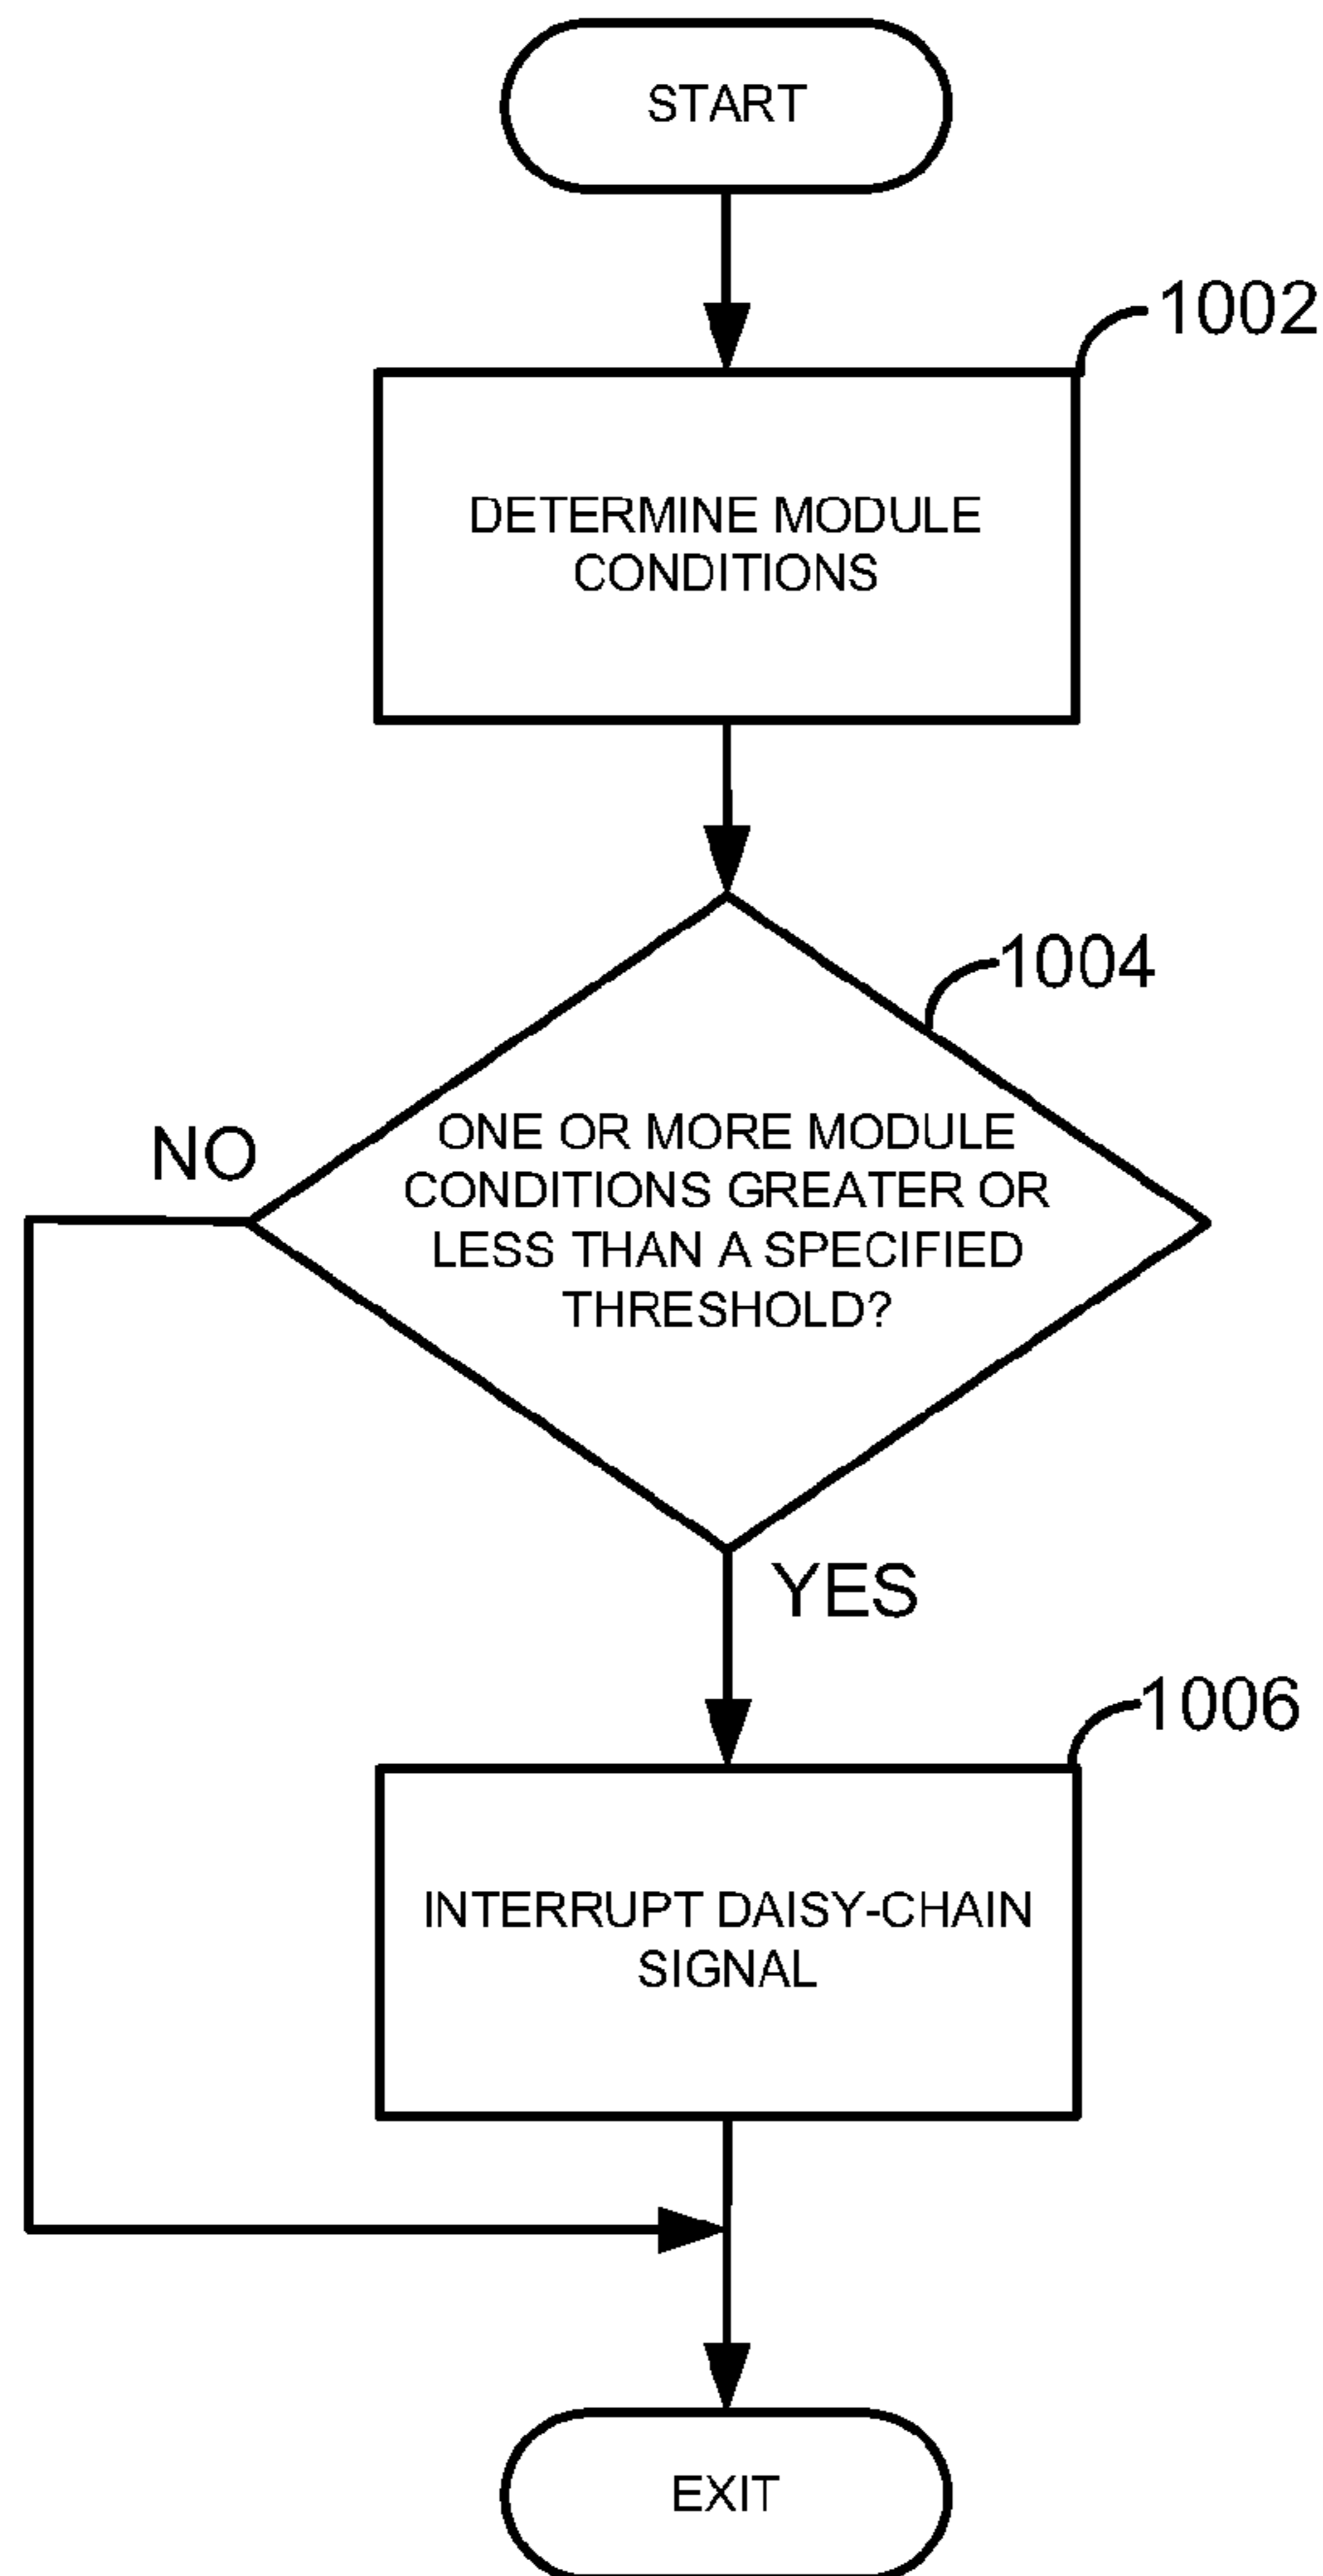 START
1002
DETERMINE MODULE
CONDITIONS
1004
NO
ONE OR MORE MODULE
CONDITIONS GREATER OR
LESS THAN A SPECIFIED
THRESHOLD?
YES
1006
INTERRUPT DAISY-CHAIN
SIGNAL
EXIT